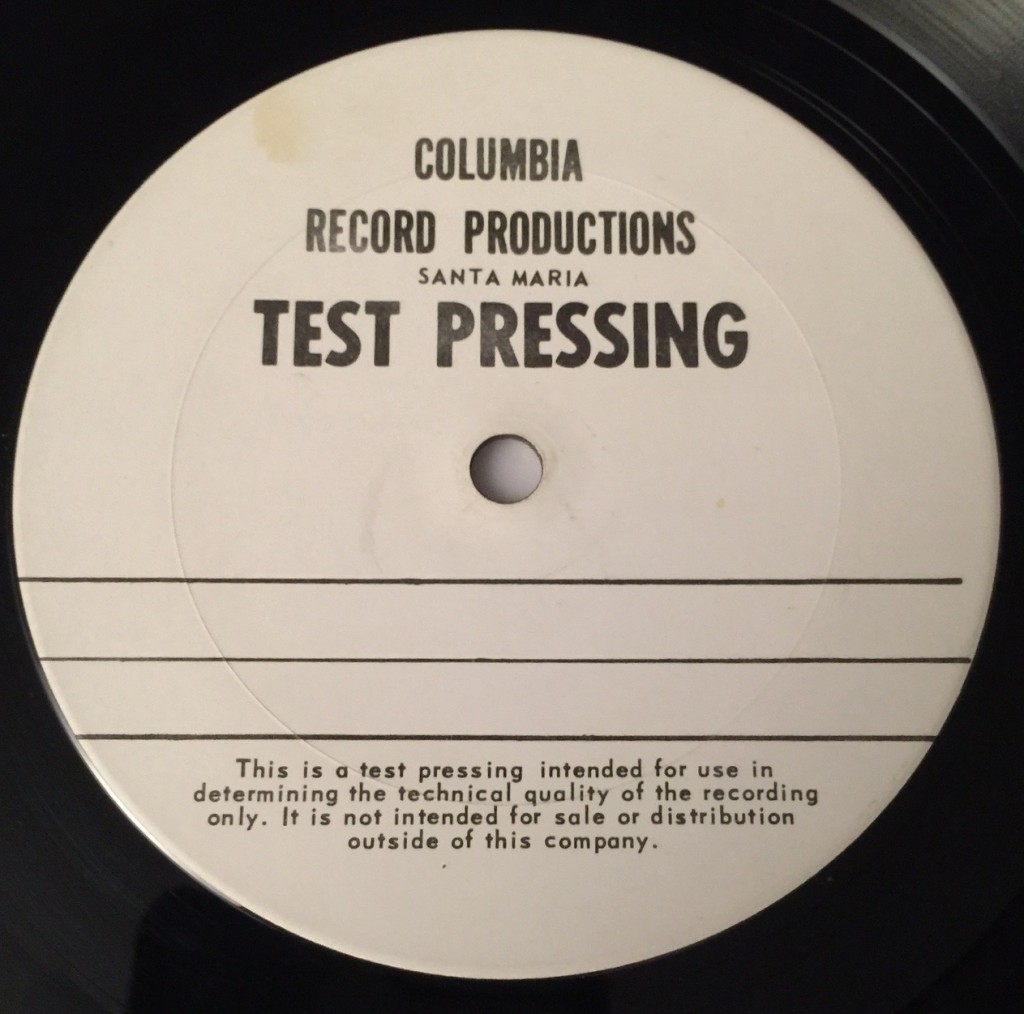 COLUMBIA
RECORD PRODUCTIONS
SANTA MARIA
TEST PRESSING
This is a test pressing intended for use in
determining the technical quality of the recording
only. It is not intended for sale or distribution
outside of this company.